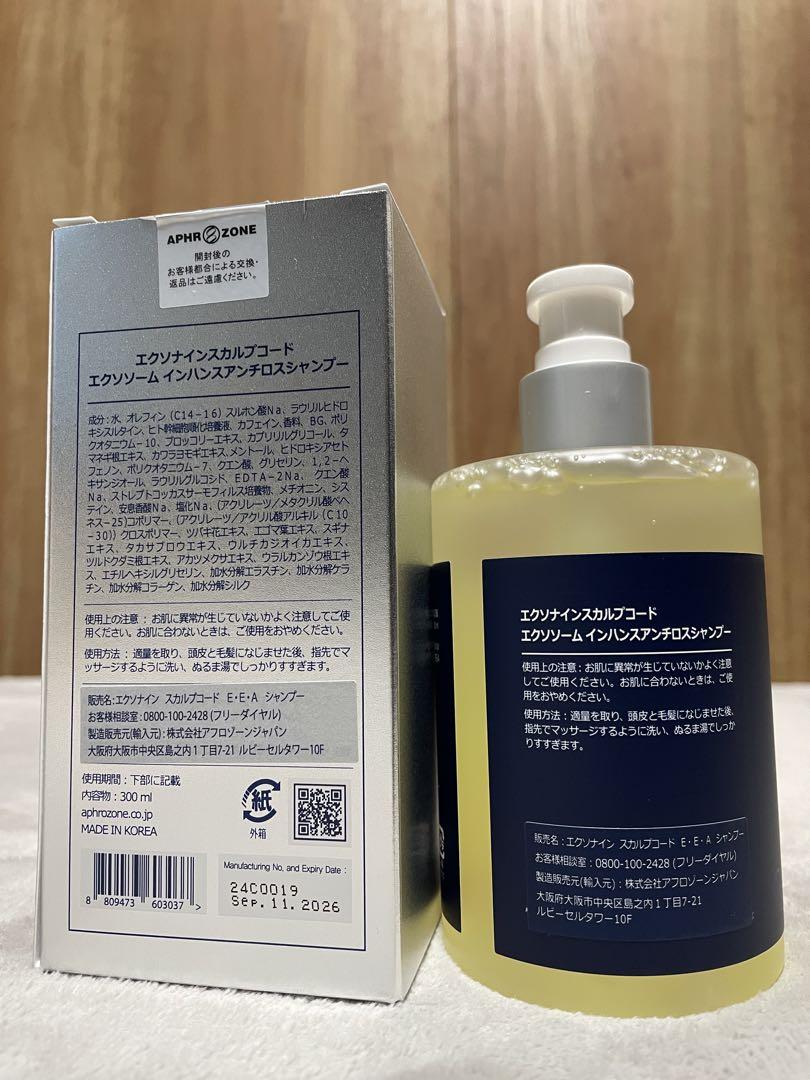 APHR ZONE
開封後の
お客様都合による交換・
返品はご遠慮ください。
エクソナインスカルプコード
エクソソーム インハンスアンチロスシャンプー
成分：水、オレフィン（C14－16）スルホン酸Na、ラウリルヒドロ
キシスルタイン、ヒト幹細胞順化培養液、カフェイン、香料、BG、ポリ
クオタニウム－10、ブロッコリーエキス、カプリリルグリコール、タ
マネギ根エキス、カワラヨモギエキス、メントール、ヒドロキシアセト
フェノン、ポリクオタニウム－7、クエン酸、グリセリン、1,2－ヘ
キサンジオール、ラウリルグルコシド、EDTA－2Na、クエン酸
Na、ストレプトコッカスサーモフィルス培養物、メチオニン、シス
テイン、安息香酸Na、塩化Na、（アクリレーツ／メタクリル酸ベヘ
ネス-25）コポリマー、（アクリレーツ／アクリル酸アルキル（C10
－30））クロスポリマー、ツバキ花エキス、エゴマ葉エキス、スギナ
エキス、タカサブロウエキス、ウルチカジオイカエキス、
ツルドクダミ根エキス、アカツメクサエキス、ウラルカンゾウ根エキ
ス、エチルヘキシルグリセリン、加水分解エラスチン、加水分解ケラ
チン、加水分解コラーゲン、加水分解シルク
使用上の注意：お肌に異常が生じていないかよく注意してご使
用ください。お肌に合わないときは、ご使用をおやめください。
使用方法：適量を取り、頭皮と毛髪になじませた後、指先でマ
ッサージするように洗い、ぬるま湯でしっかりすすぎます。
販売名：エクソナイン スカルプコード E・E・A シャンプー
お客様相談室：0800-100-2428（フリーダイヤル）
製造販売元（輸入元）：株式会社アフロゾーンジャパン
大阪府大阪市中央区島之内1丁目7-21 ルビーセルタワー10F
使用期間：下部に記載
内容物：300 ml
aphrozone.co.jp
MADE IN KOREA
紙
外箱
8 809473 603037
Manufacturing No, and Expiry Date :
24C0019
Sep.11.2026
エクソナインスカルプコード
エクソソーム インハンスアンチロスシャンプー
使用上の注意：お肌に異常が生じていないかよく注意
してご使用ください。お肌に合わないときは、ご使
用をおやめください。
使用方法：適量を取り、頭皮と毛髪になじませた後、
指先でマッサージするように洗い、ぬるま湯でしっか
りすすぎます。
販売名：エクソナイン スカルプコード E・E・A シャンプー
お客様相談室：0800-100-2428（フリーダイヤル）
製造販売元（輸入元）：株式会社アフロゾーンジャパン
大阪府大阪市中央区島之内1丁目7-21
ルビーセルタワー10F